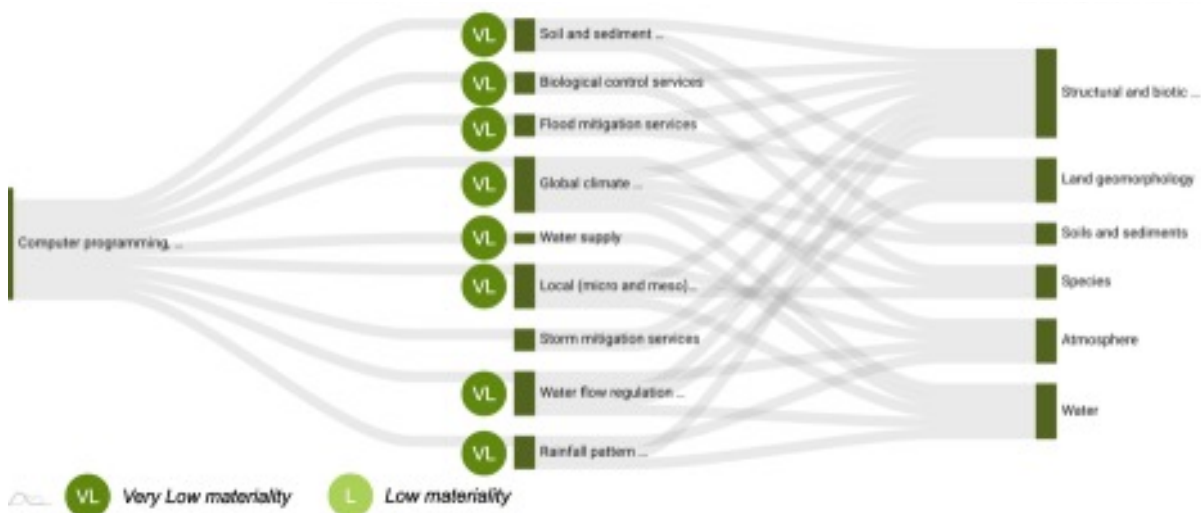 VL Soil and sediment ...
VL Biological control services
VL Flood mitigation services
VL Global climate ...
Computer programming, ...
VL Water supply
VL Local (micro and meso)...
Storm mitigation services
VL Water flow regulation ...
VL Rainfall pattern ...
Structural and biotic ...
Land geomorphology
Soils and sediments
Species
Atmosphere
Water
VL Very Low materiality
L Low materiality